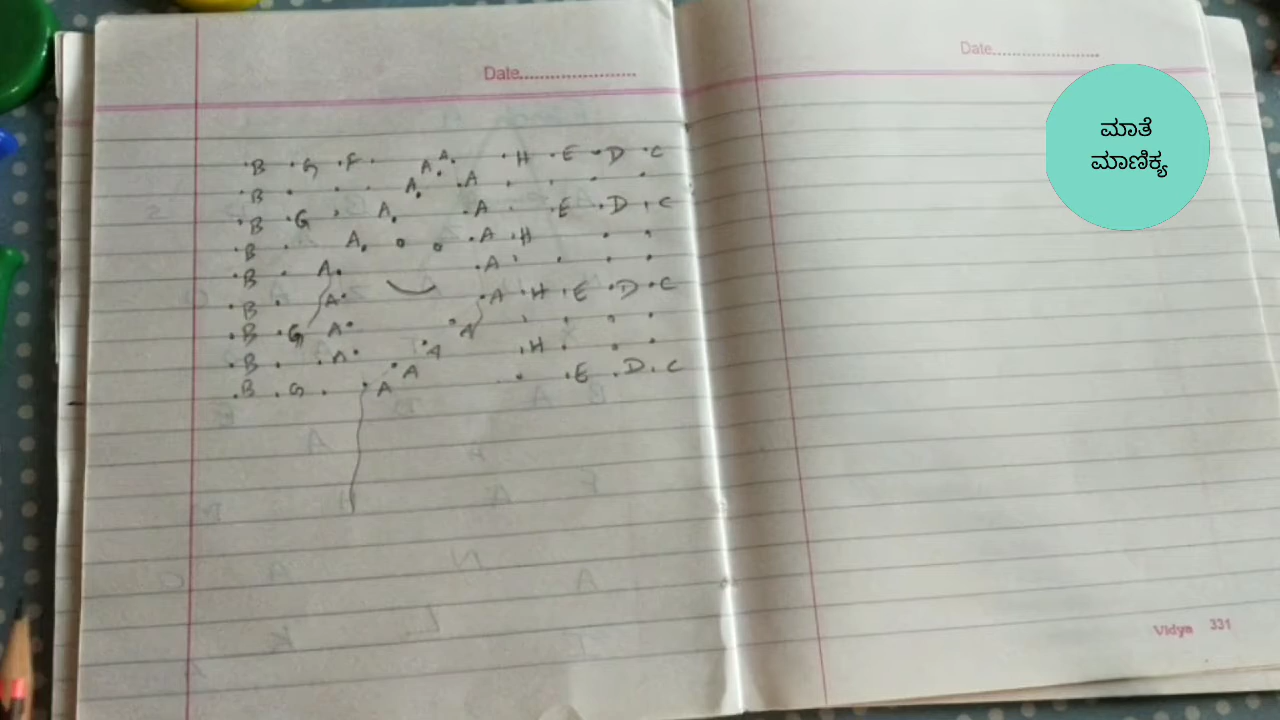 Date
Date
ಮಾತೆ
ಮಾಣಿಕ್ಯ
B G F A A H E D C
B A A
B G A A E D C
B A A H
B A A
B A A H E D C
B G A A
B A A H
B G A A E D C
Vidya 331